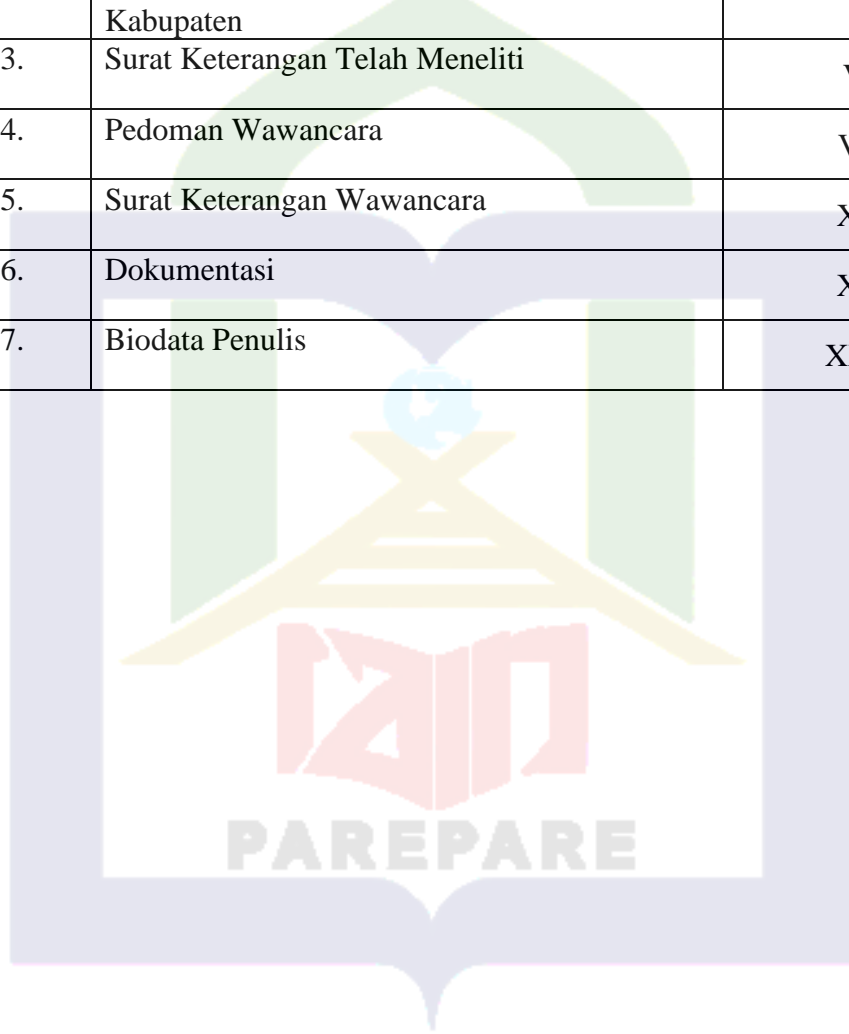 Kabupaten
3. Surat Keterangan Telah Meneliti
4. Pedoman Wawancara
5. Surat Keterangan Wawancara
6. Dokumentasi
7. Biodata Penulis
iain
PAREPARE